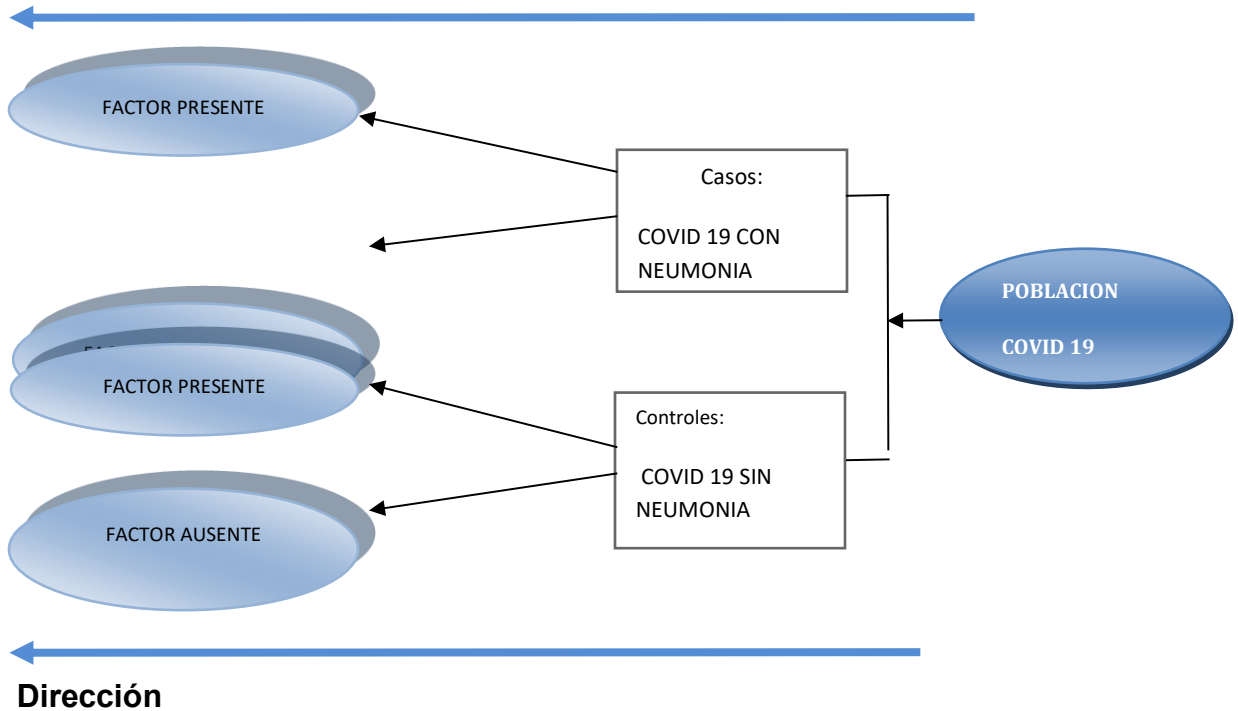 FACTOR PRESENTE
Casos:
COVID 19 CON
NEUMONIA
POBLACION
COVID 19
FACTOR PRESENTE
Controles:
COVID 19 SIN
NEUMONIA
FACTOR AUSENTE
Dirección